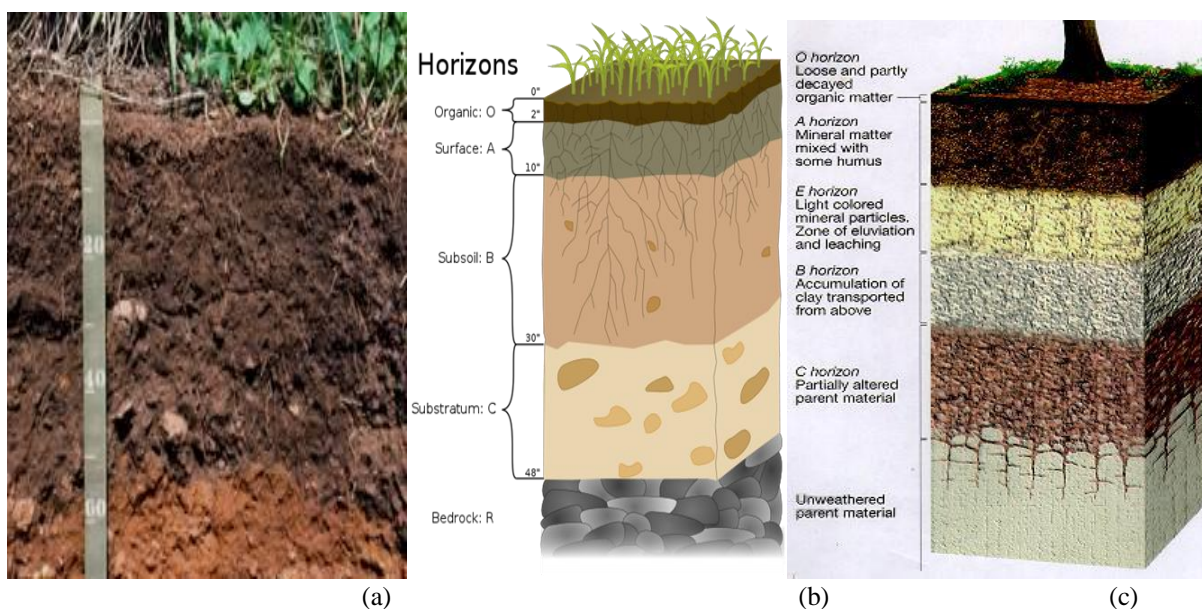 20
40
60
(a)
Horizons
0"
Organic: O
2"
Surface: A
10"
Subsoil: B
30"
Substratum: C
48"
Bedrock: R
(b)
O horizon
Loose and partly
decayed
organic matter
A horizon
Mineral matter
mixed with
some humus
E horizon
Light colored
mineral particles.
Zone of eluviation
and leaching
B horizon
Accumulation of
clay transported
from above
C horizon
Partially altered
parent material
Unweathered
parent material
(c)